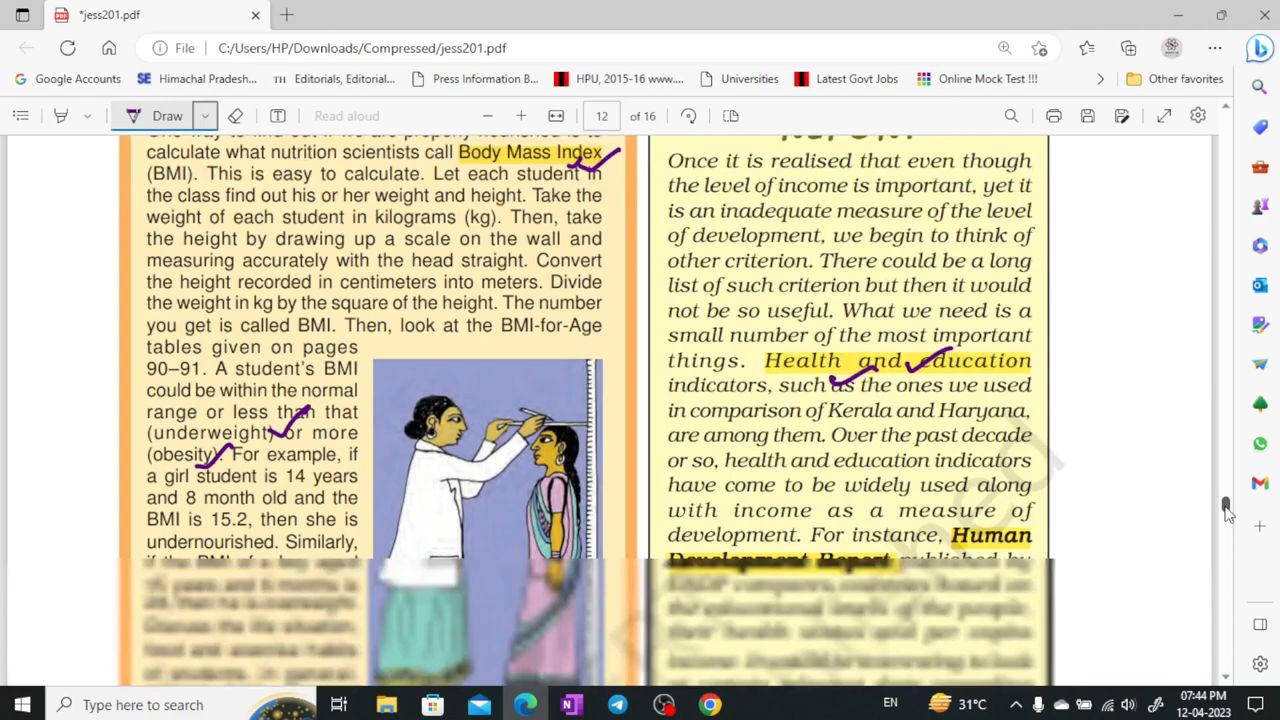 *jess201.pdf
File C:/Users/HP/Downloads/Compressed/jess201.pdf
Google Accounts SE Himachal Pradesh... TH Editorials, Editorial... Press Information B... HPU, 2015-16 www.... Universities Latest Govt Jobs Online Mock Test !!! Other favorites
Draw Read aloud 12 of 16
calculate what nutrition scientists call Body Mass Index
(BMI). This is easy to calculate. Let each student in
the class find out his or her weight and height. Take the
weight of each student in kilograms (kg). Then, take
the height by drawing up a scale on the wall and
measuring accurately with the head straight. Convert
the height recorded in centimeters into meters. Divide
the weight in kg by the square of the height. The number
you get is called BMI. Then, look at the BMI-for-Age
tables given on pages
90–91. A student's BMI
could be within the normal
range or less than that
(underweight) or more
(obesity). For example, if
a girl student is 14 years
and 8 month old and the
BMI is 15.2, then she is
undernourished. Similarly,
REPORT
Once it is realised that even though
the level of income is important, yet it
is an inadequate measure of the level
of development, we begin to think of
other criterion. There could be a long
list of such criterion but then it would
not be so useful. What we need is a
small number of the most important
things. Health and education
indicators, such as the ones we used
in comparison of Kerala and Haryana,
are among them. Over the past decade
or so, health and education indicators
have come to be widely used along
with income as a measure of
development. For instance, Human
Development Report published by
Type here to search
EN 31°C 07:44 PM
12-04-2023